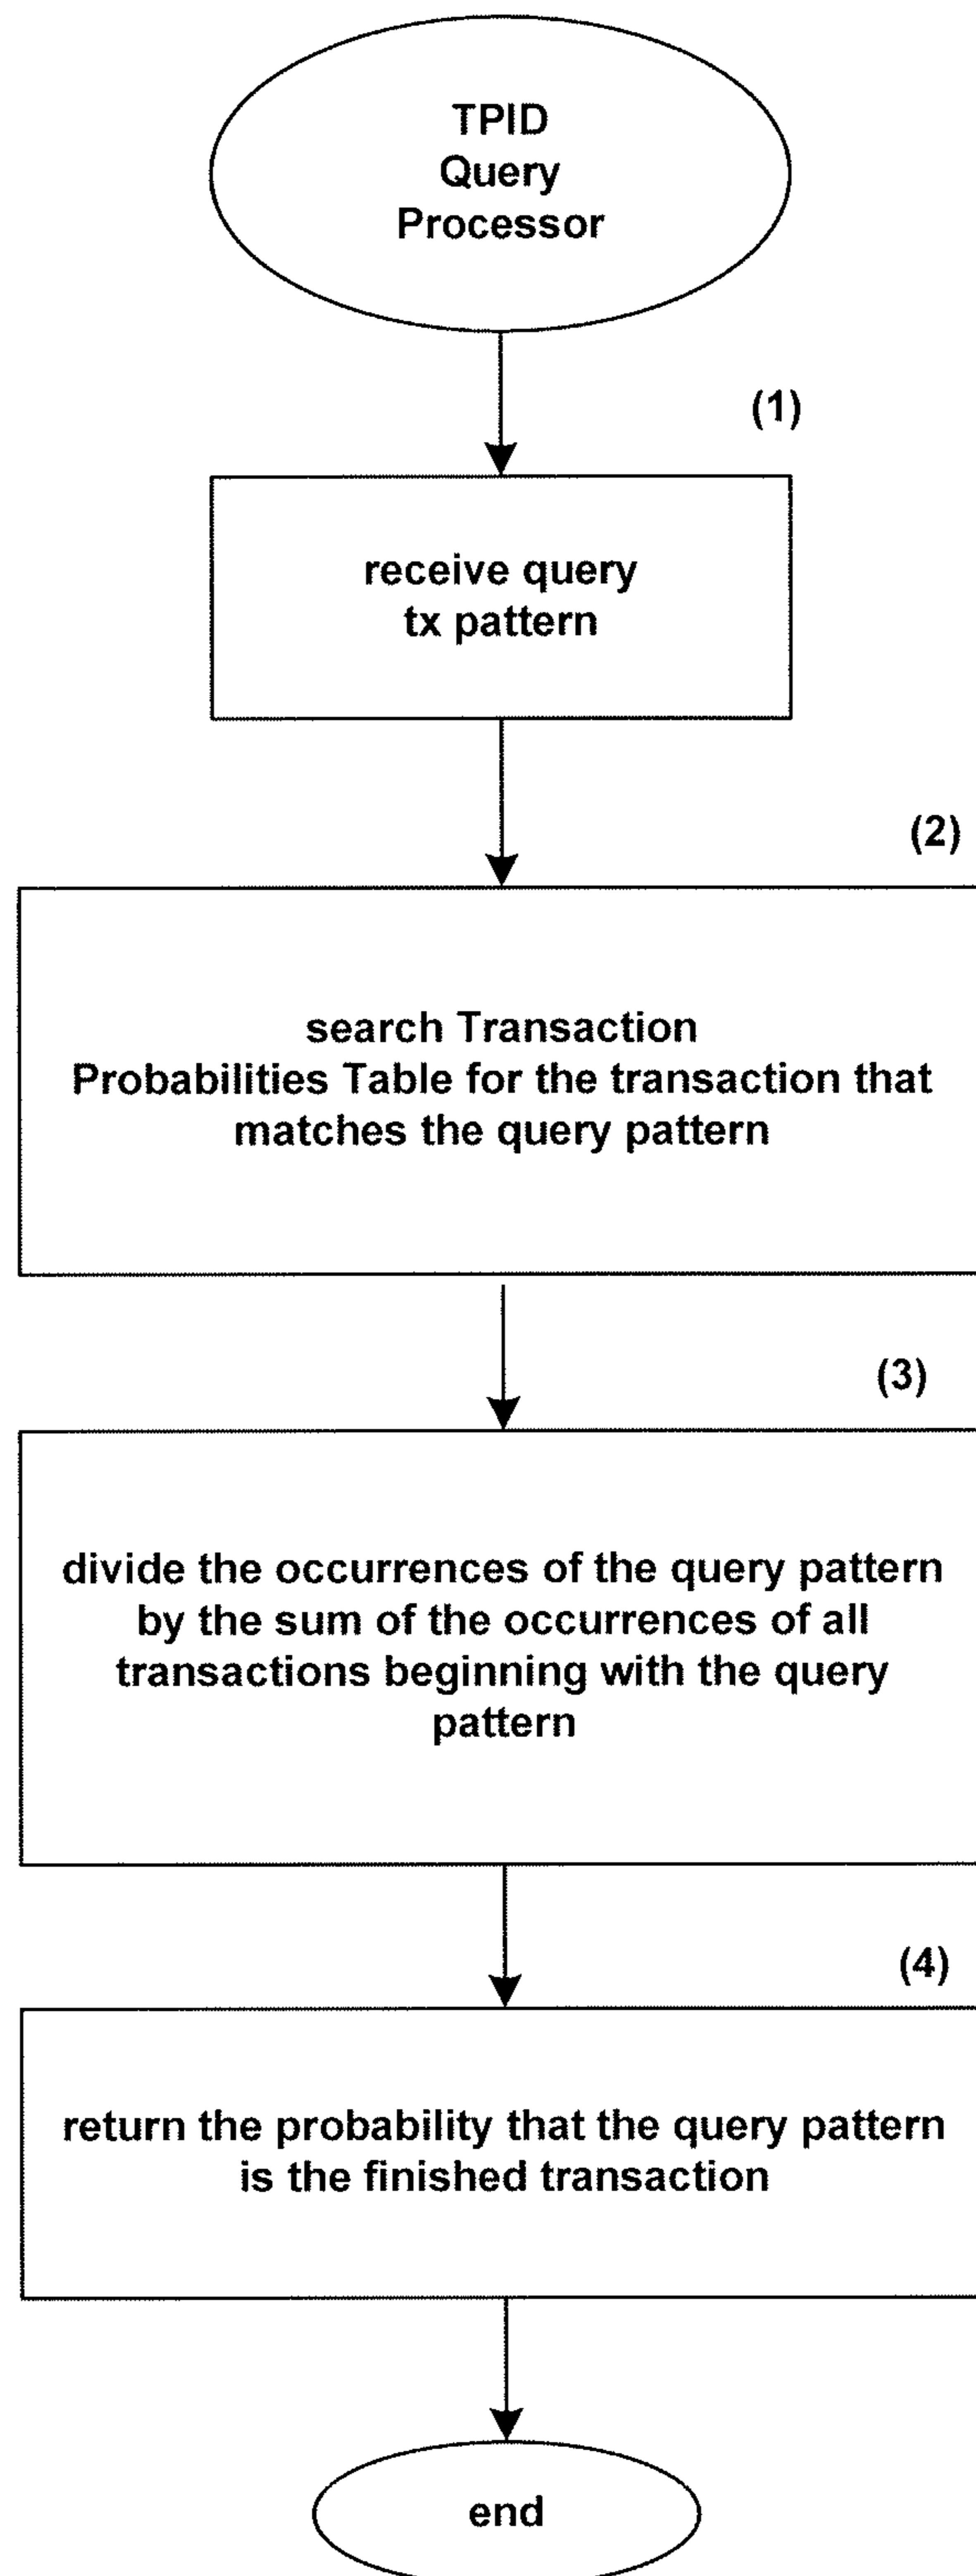 TPID
Query
Processor
(1)
receive query
tx pattern
(2)
search Transaction
Probabilities Table for the transaction that
matches the query pattern
(3)
divide the occurrences of the query pattern
by the sum of the occurrences of all
transactions beginning with the query
pattern
(4)
return the probability that the query pattern
is the finished transaction
end